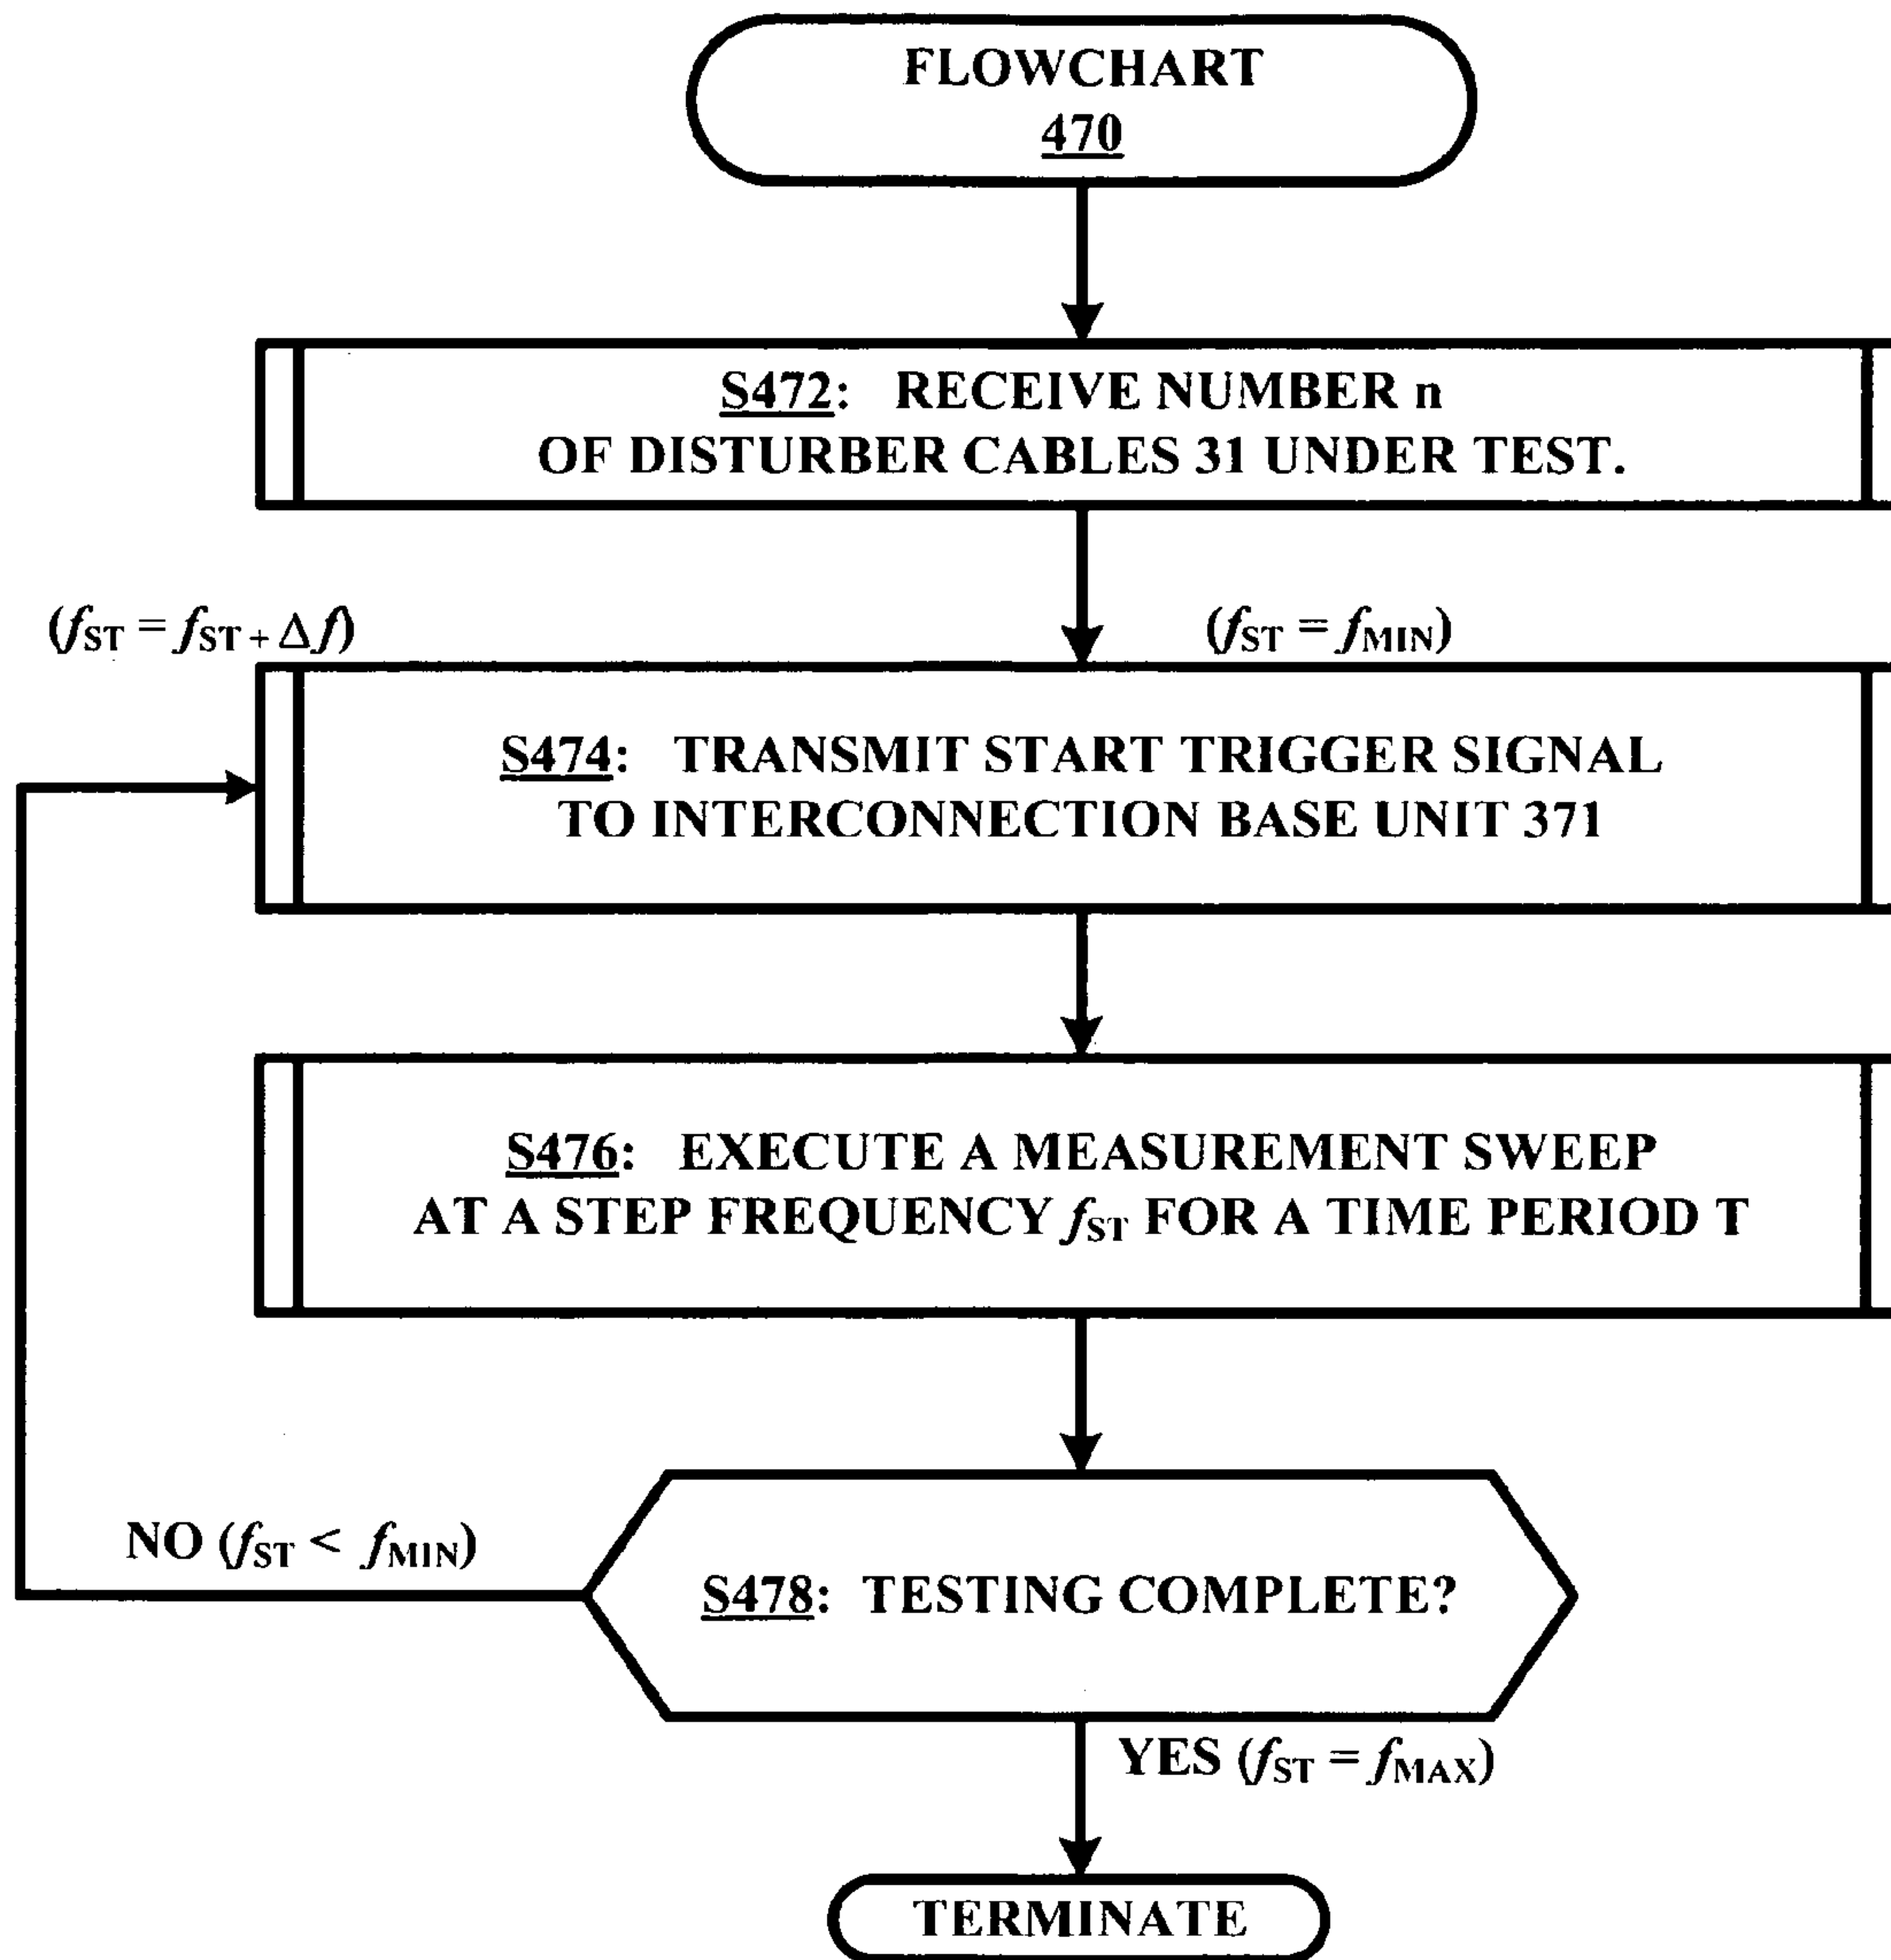 FLOWCHART
470
S472: RECEIVE NUMBER n
OF DISTURBER CABLES 31 UNDER TEST.
(fST = fST + Δf)
(fST = fMIN)
S474: TRANSMIT START TRIGGER SIGNAL
TO INTERCONNECTION BASE UNIT 371
S476: EXECUTE A MEASUREMENT SWEEP
AT A STEP FREQUENCY fST FOR A TIME PERIOD T
NO (fST < fMIN)
S478: TESTING COMPLETE?
YES (fST = fMAX)
TERMINATE